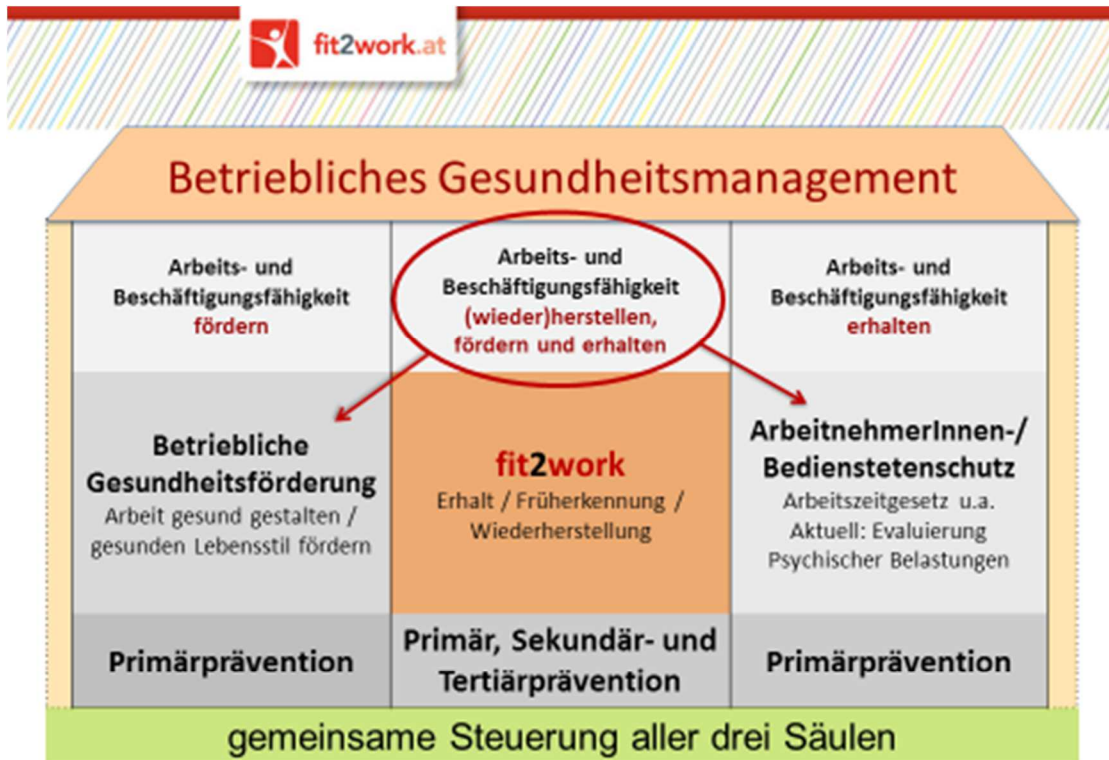 fit2work.at
Betriebliches Gesundheitsmanagement
Arbeits- und
Beschäftigungsfähigkeit
fördern
Arbeits- und
Beschäftigungsfähigkeit
(wieder)herstellen,
fördern und erhalten
Arbeits- und
Beschäftigungsfähigkeit
erhalten
Betriebliche
Gesundheitsförderung
Arbeit gesund gestalten /
gesunden Lebensstil fördern
fit2work
Erhalt / Früherkennung /
Wiederherstellung
ArbeitnehmerInnen-/
Bedienstetenschutz
Arbeitszeitgesetz u.a.
Aktuell: Evaluierung
Psychischer Belastungen
Primärprävention
Primär, Sekundär- und
Tertiärprävention
Primärprävention
gemeinsame Steuerung aller drei Säulen